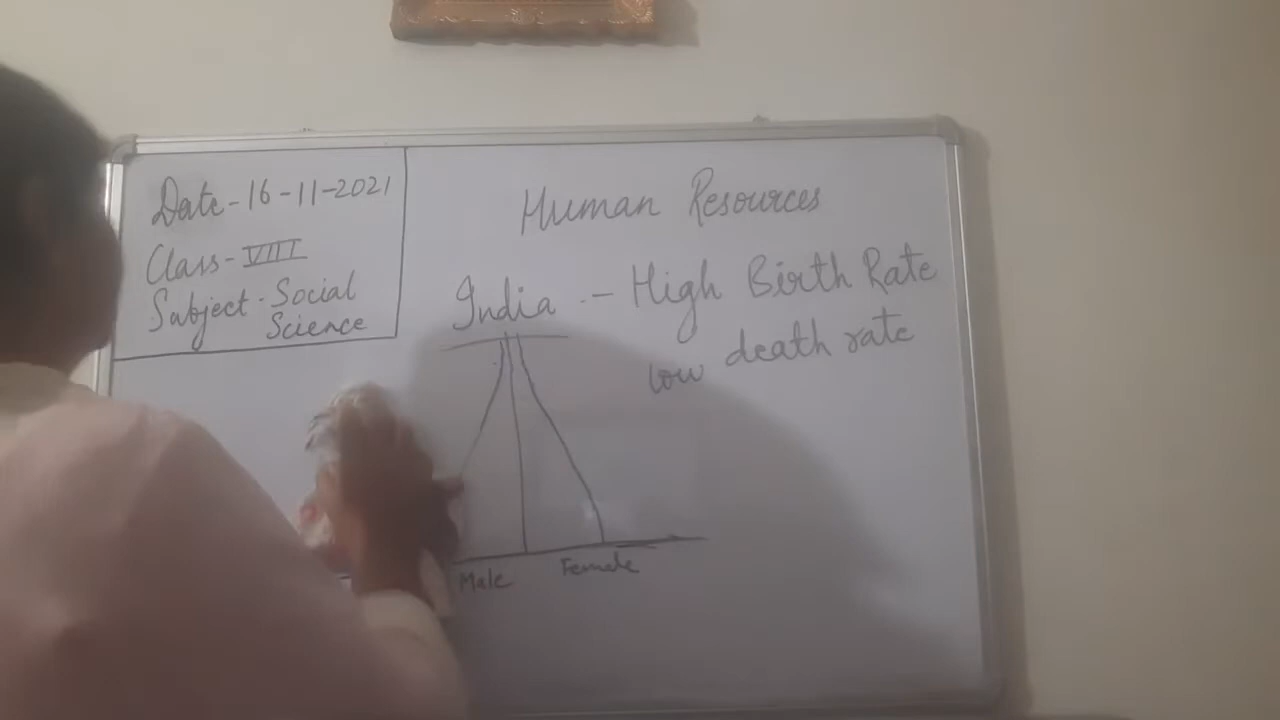 Date-16-11-2021
Class-VIII
Subject-Social
Science
Human Resources
India - High Birth Rate
low death rate
Male Female